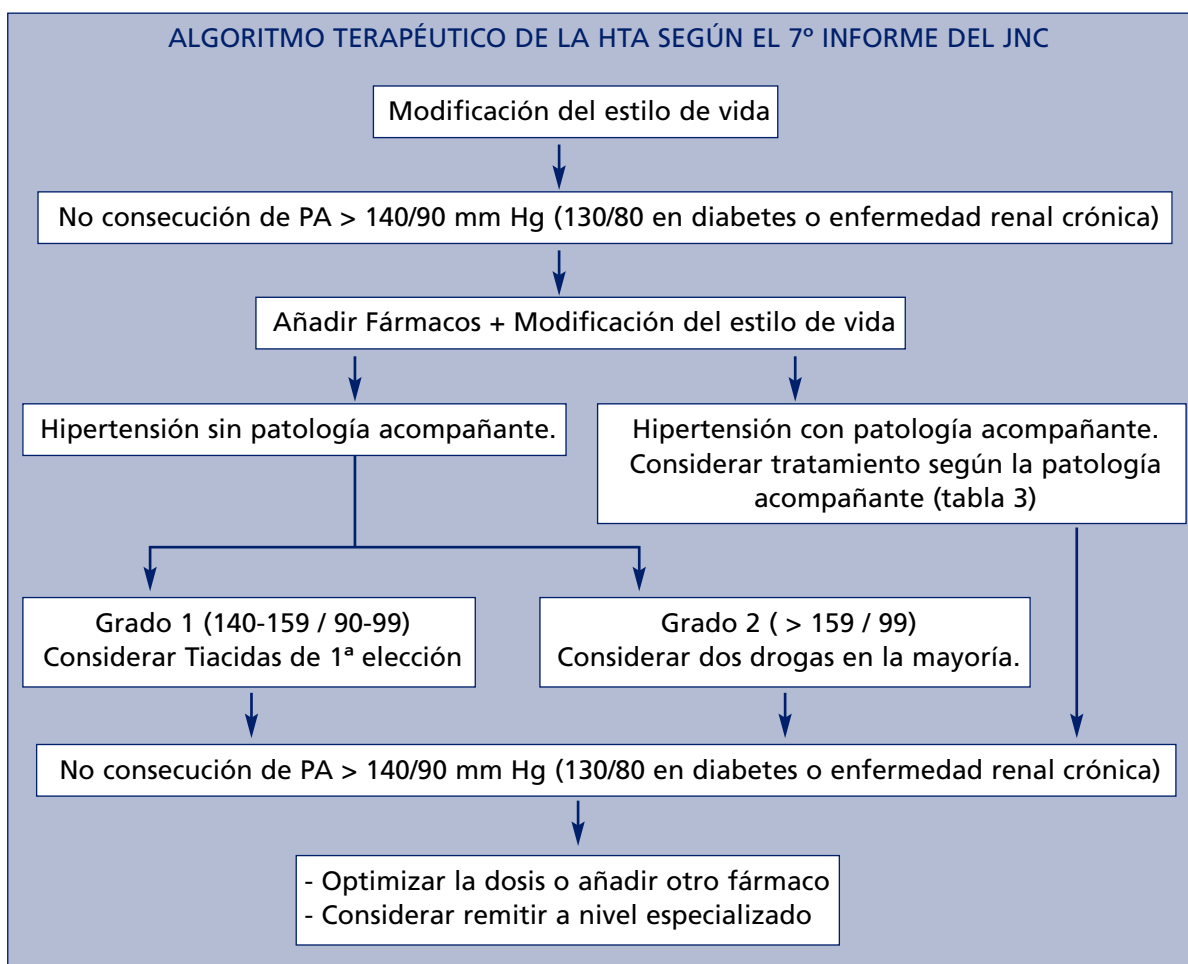 ALGORITMO TERAPÉUTICO DE LA HTA SEGÚN EL 7º INFORME DEL JNC
Modificación del estilo de vida
No consecución de PA > 140/90 mm Hg (130/80 en diabetes o enfermedad renal crónica)
Añadir Fármacos + Modificación del estilo de vida
Hipertensión sin patología acompañante.
Hipertensión con patología acompañante.
Considerar tratamiento según la patología
acompañante (tabla 3)
Grado 1 (140-159 / 90-99)
Considerar Tiacidas de 1ª elección
Grado 2 ( > 159 / 99)
Considerar dos drogas en la mayoría.
No consecución de PA > 140/90 mm Hg (130/80 en diabetes o enfermedad renal crónica)
- Optimizar la dosis o añadir otro fármaco
- Considerar remitir a nivel especializado